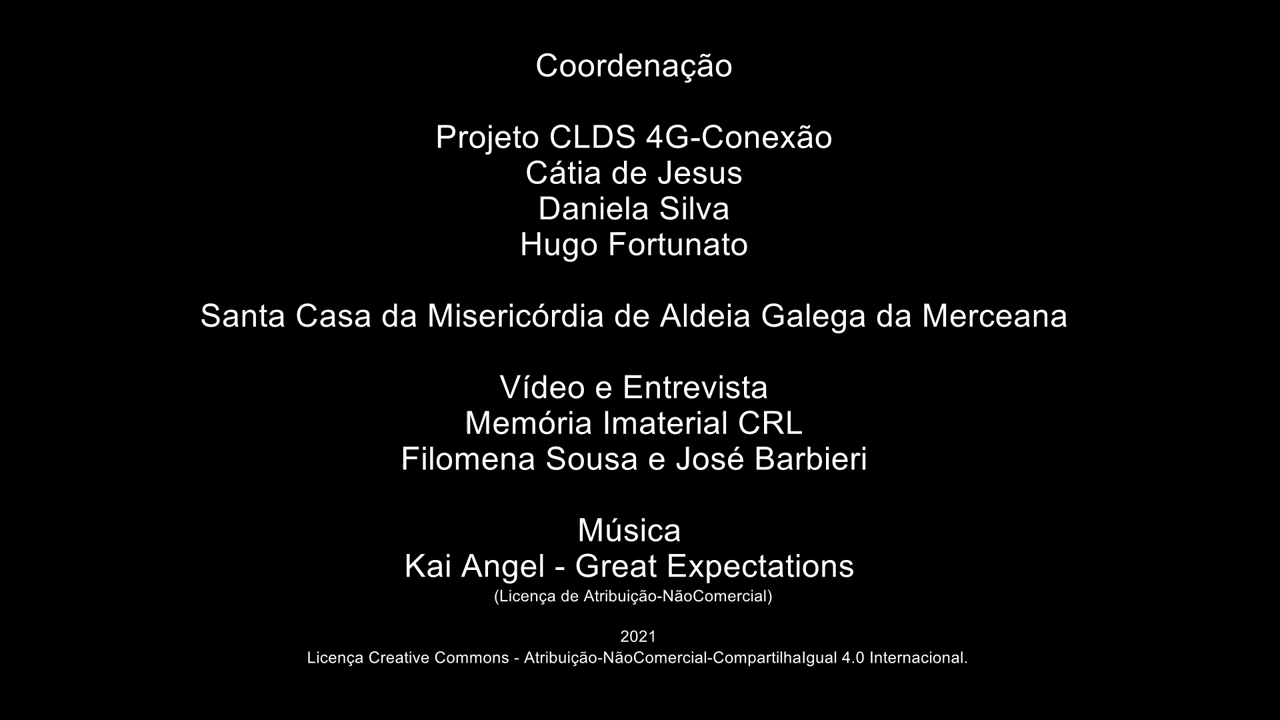 Coordenação
Projeto CLDS 4G-Conexão
Cátia de Jesus
Daniela Silva
Hugo Fortunato
Santa Casa da Misericórdia de Aldeia Galega da Merceana
Vídeo e Entrevista
Memória Imaterial CRL
Filomena Sousa e José Barbieri
Música
Kai Angel - Great Expectations
(Licença de Atribuição-NãoComercial)
2021
Licença Creative Commons - Atribuição-NãoComercial-CompartilhaIgual 4.0 Internacional.